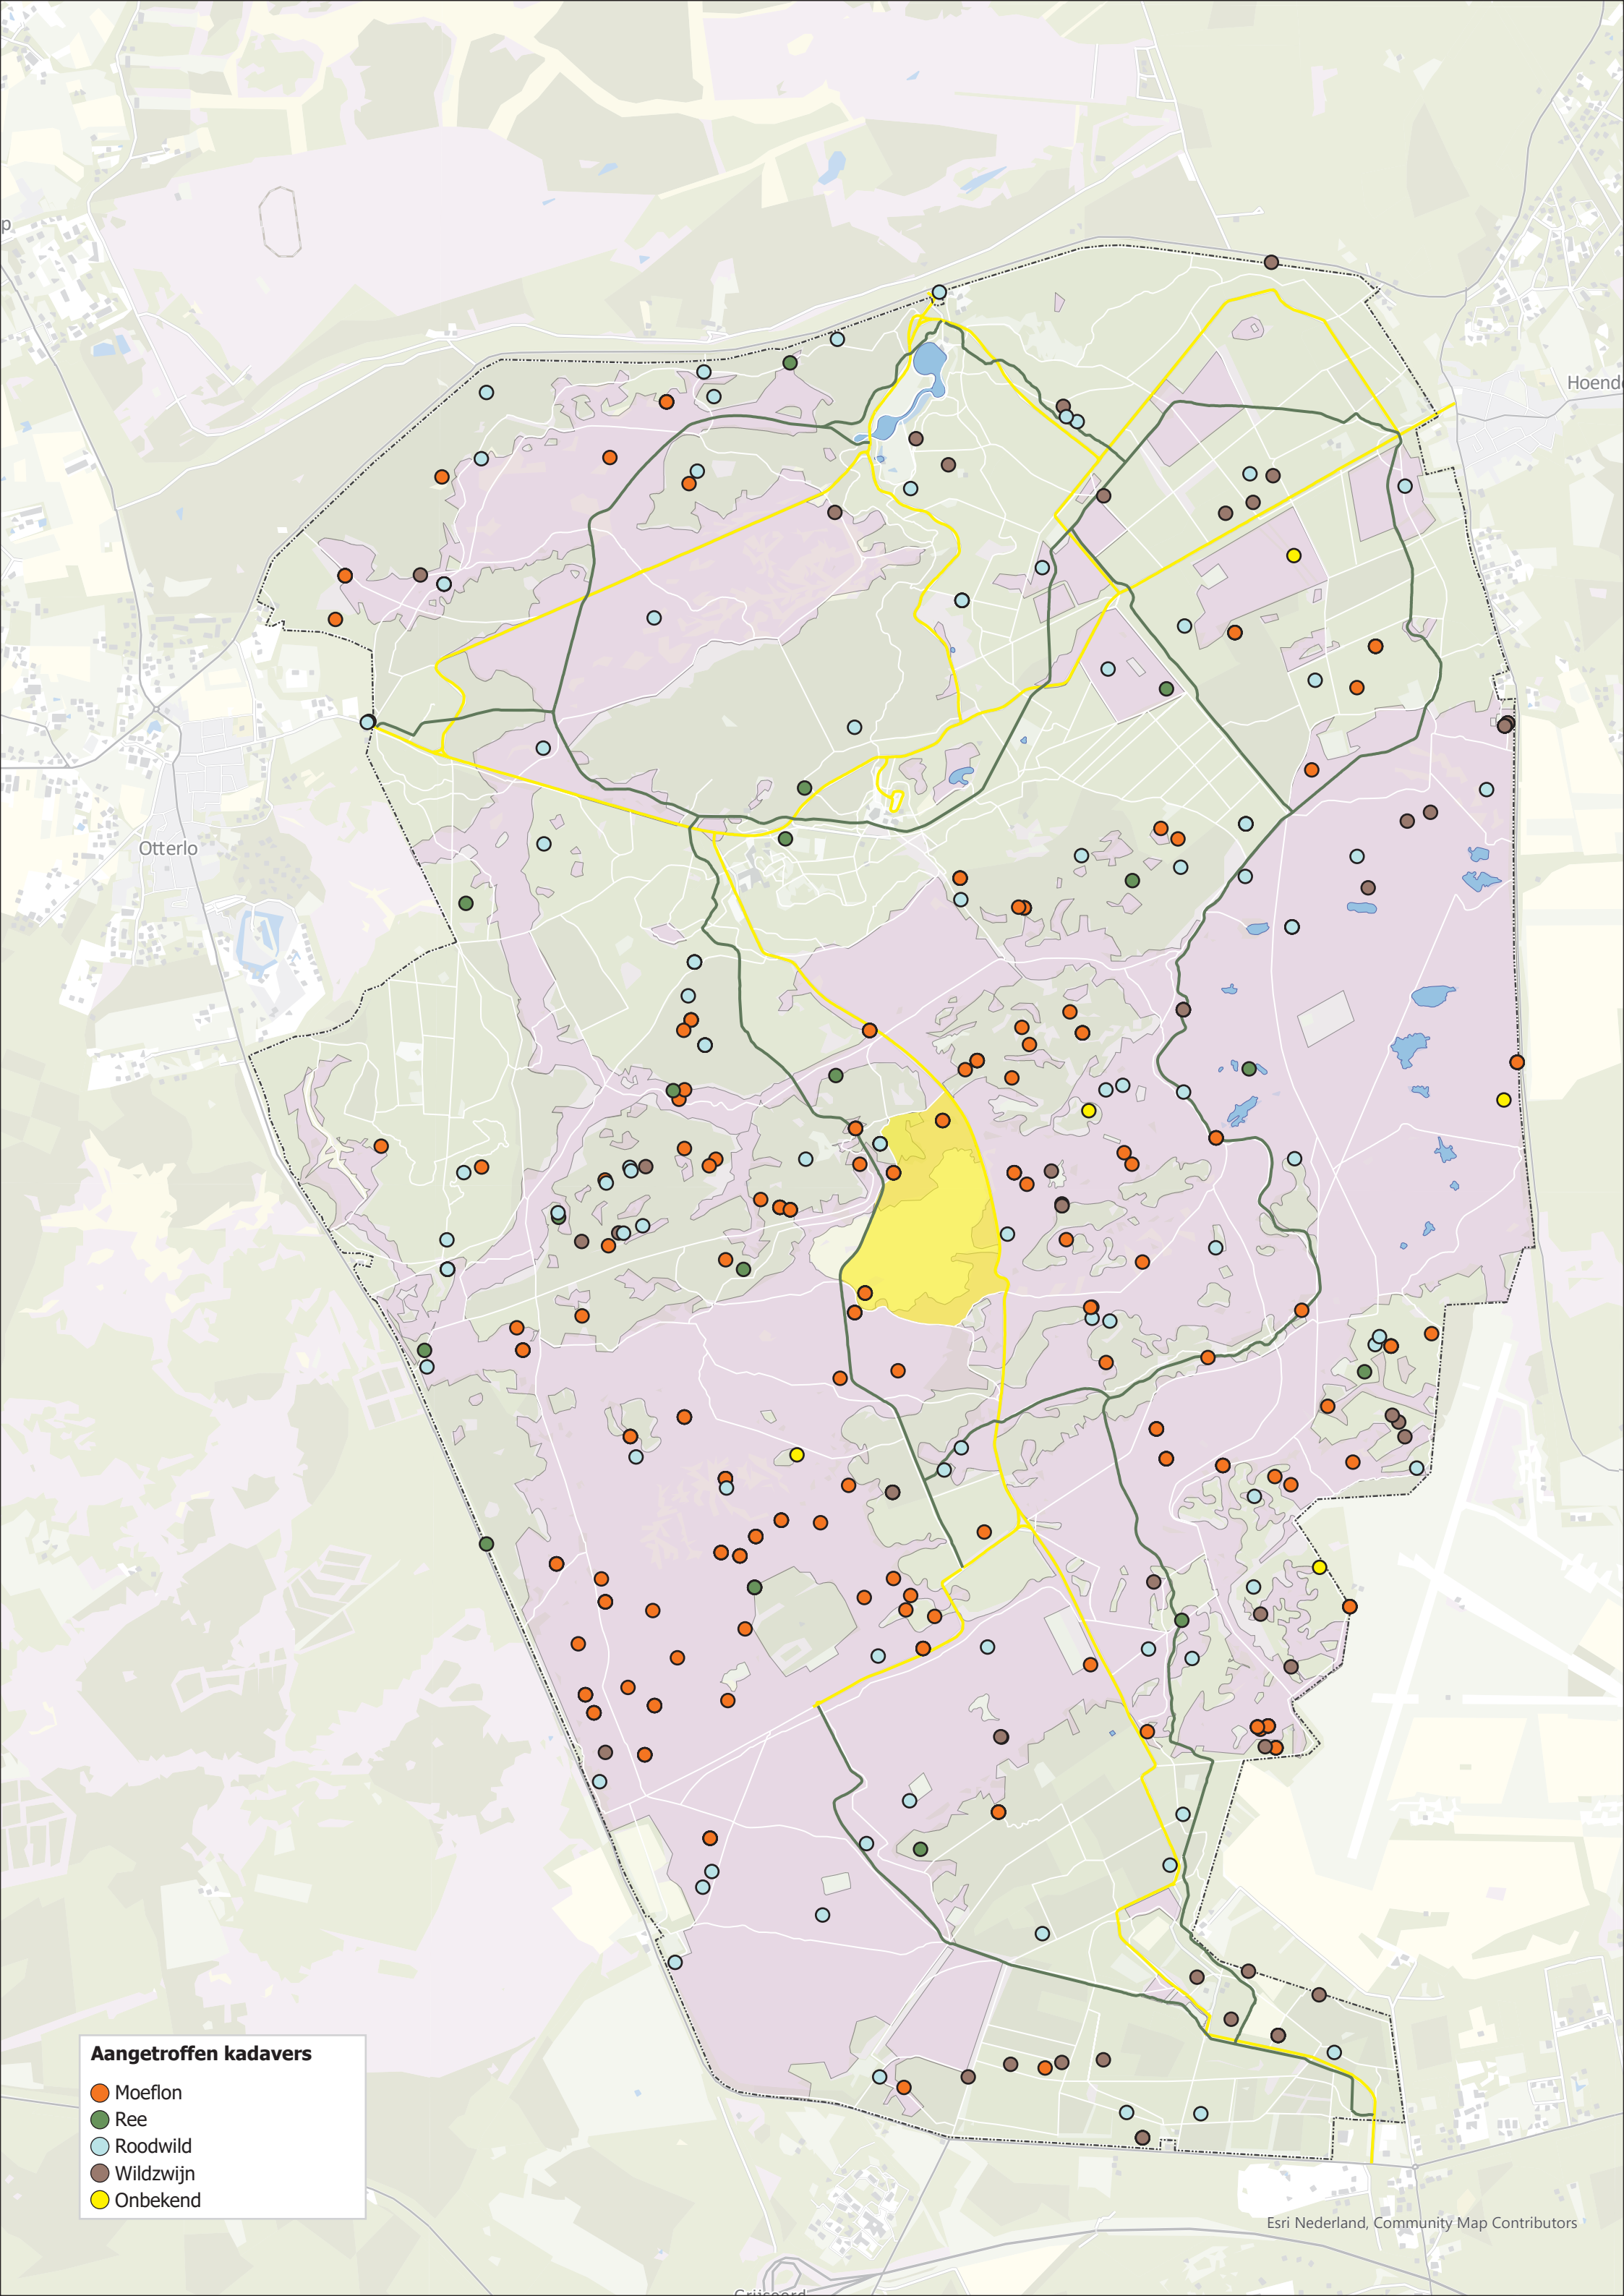 p
Hoend
Otterlo
Aangetroffen kadavers
Moeflon
Ree
Roodwild
Wildzwijn
Onbekend
Esri Nederland, Community Map Contributors